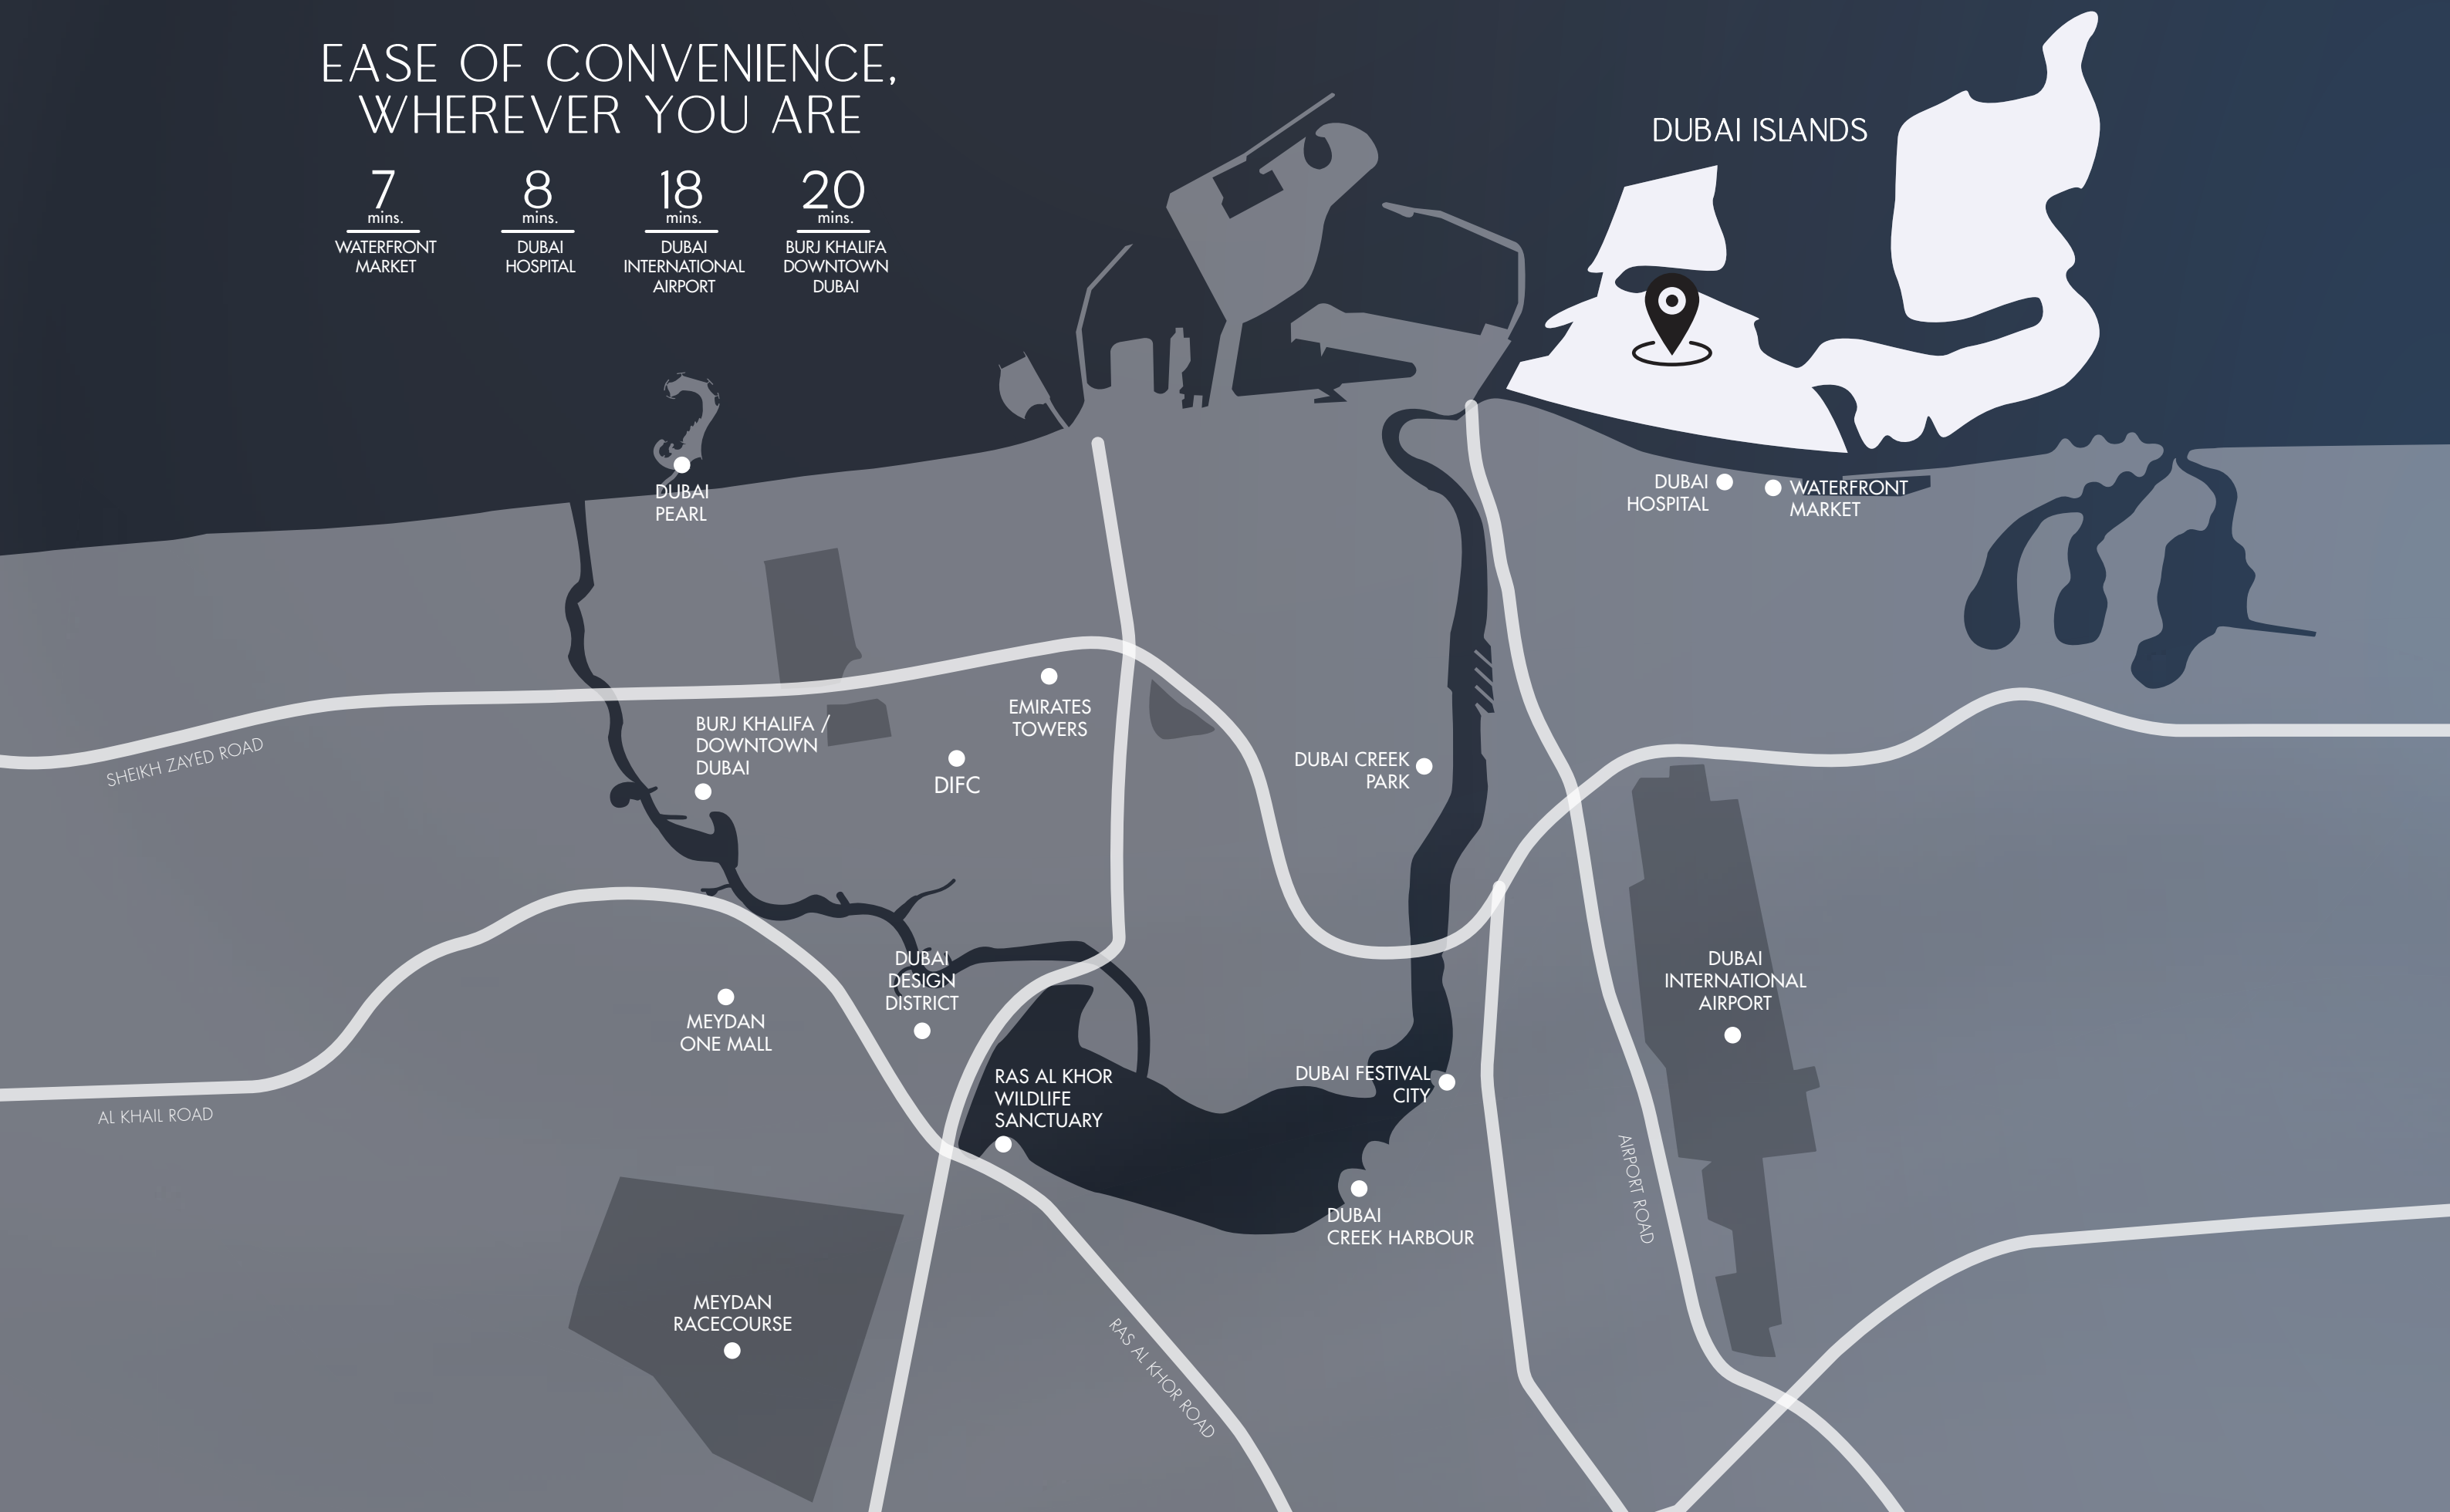 EASE OF CONVENIENCE,
WHEREVER YOU ARE
7
mins.
WATERFRONT
MARKET
8
mins.
DUBAI
HOSPITAL
18
mins.
DUBAI
INTERNATIONAL
AIRPORT
20
mins.
BURJ KHALIFA
DOWNTOWN
DUBAI
DUBAI ISLANDS
DUBAI
PEARL
DUBAI
HOSPITAL
WATERFRONT
MARKET
SHEIKH ZAYED ROAD
BURJ KHALIFA /
DOWNTOWN
DUBAI
EMIRATES
TOWERS
DIFC
DUBAI CREEK
PARK
DUBAI
DESIGN
DISTRICT
DUBAI
INTERNATIONAL
AIRPORT
MEYDAN
ONE MALL
AL KHAIL ROAD
RAS AL KHOR
WILDLIFE
SANCTUARY
DUBAI FESTIVAL
CITY
AIRPORT ROAD
DUBAI
CREEK HARBOUR
MEYDAN
RACECOURSE
RAS AL KHOR ROAD